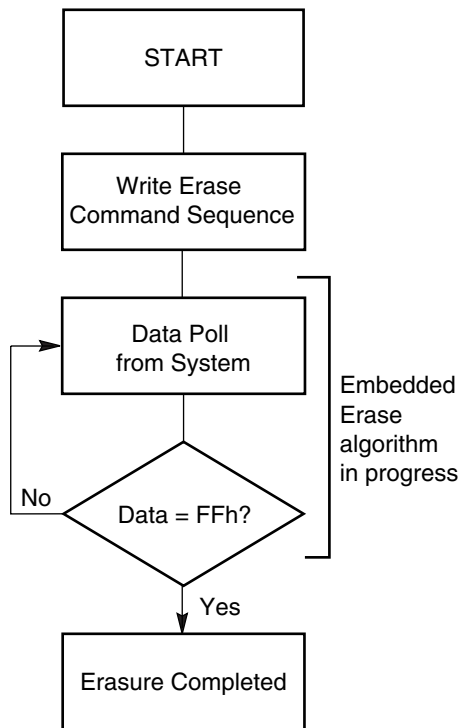 START
Write Erase
Command Sequence
Data Poll
from System
Embedded
Erase
algorithm
in progress
No
Data = FFh?
Yes
Erasure Completed